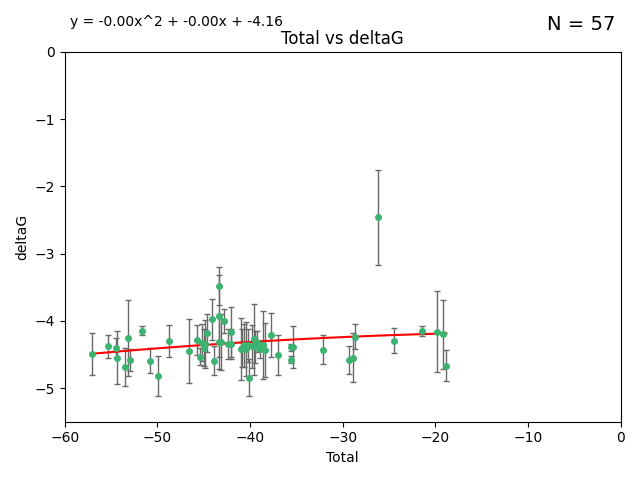 y = -0.00x^2 + -0.00x + -4.16
N = 57
Total vs deltaG
0
−1
−2
−3
−4
−5
deltaG
−60 −50 −40 −30 −20 −10 0
Total